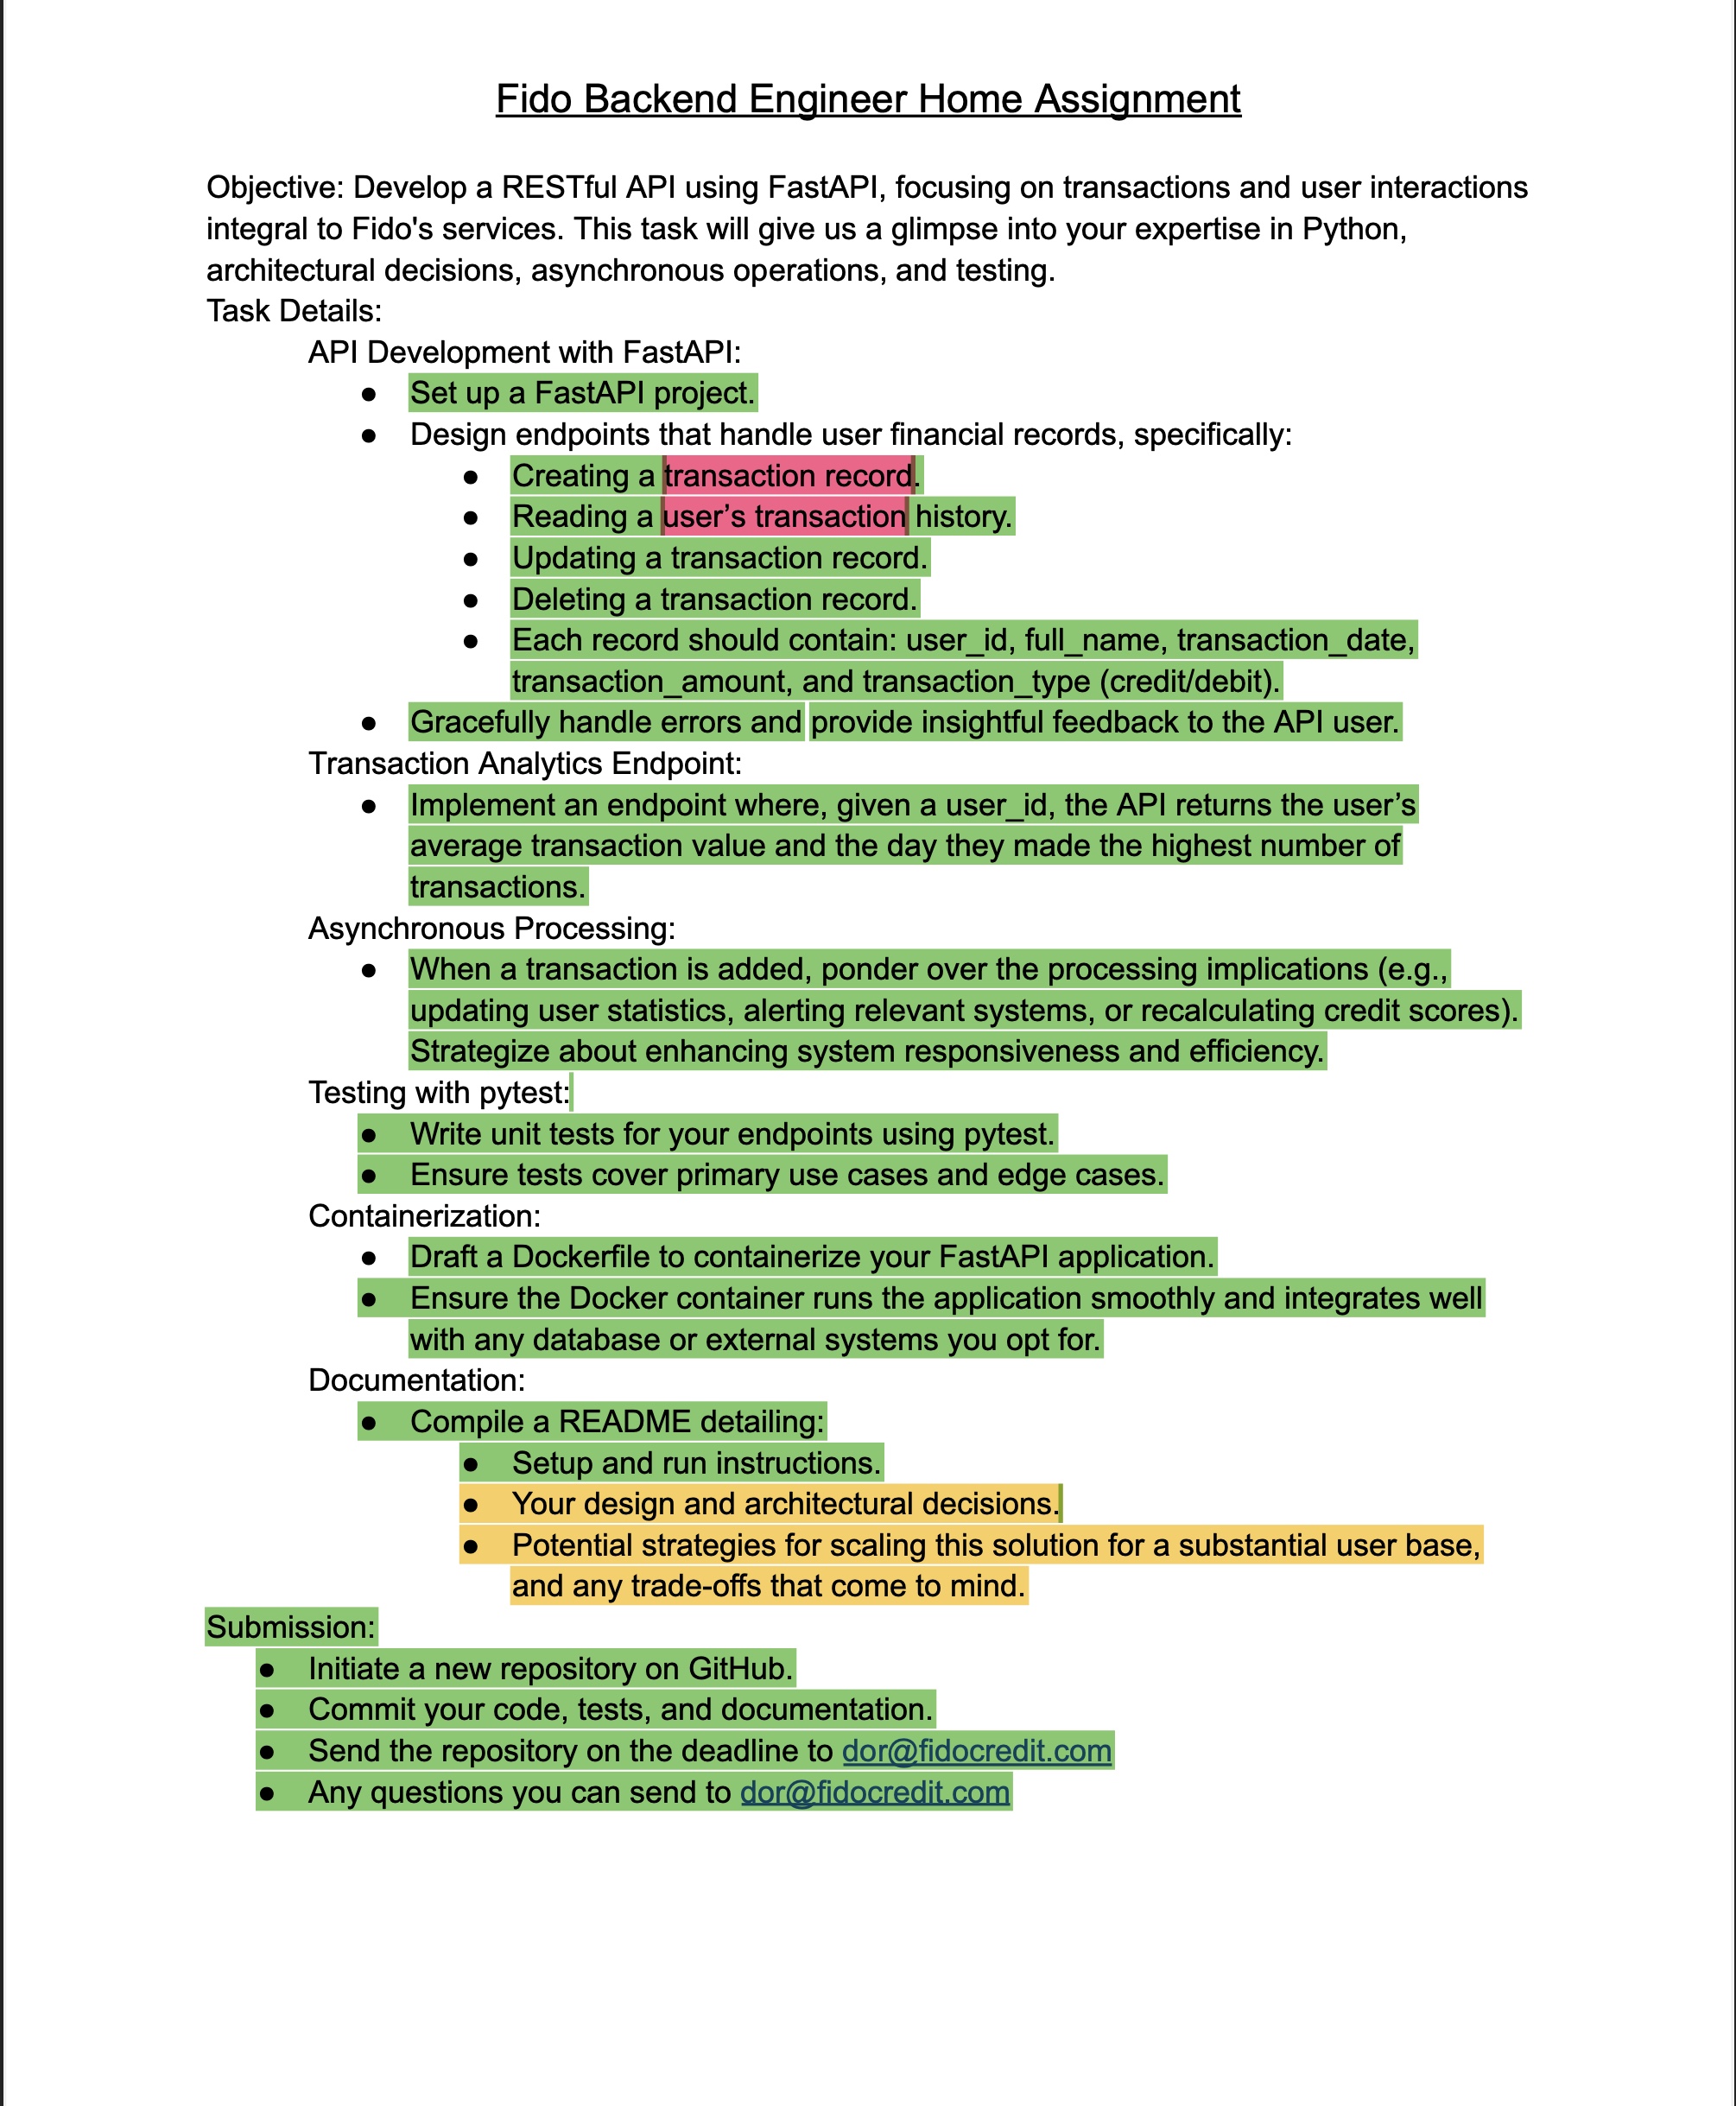 Fido Backend Engineer Home Assignment
Objective: Develop a RESTful API using FastAPI, focusing on transactions and user interactions
integral to Fido's services. This task will give us a glimpse into your expertise in Python,
architectural decisions, asynchronous operations, and testing.
Task Details:
API Development with FastAPI:
● Set up a FastAPI project.
● Design endpoints that handle user financial records, specifically:
● Creating a transaction record.
● Reading a user’s transaction history.
● Updating a transaction record.
● Deleting a transaction record.
● Each record should contain: user_id, full_name, transaction_date,
transaction_amount, and transaction_type (credit/debit).
● Gracefully handle errors and provide insightful feedback to the API user.
Transaction Analytics Endpoint:
● Implement an endpoint where, given a user_id, the API returns the user’s
average transaction value and the day they made the highest number of
transactions.
Asynchronous Processing:
● When a transaction is added, ponder over the processing implications (e.g.,
updating user statistics, alerting relevant systems, or recalculating credit scores).
Strategize about enhancing system responsiveness and efficiency.
Testing with pytest:
● Write unit tests for your endpoints using pytest.
● Ensure tests cover primary use cases and edge cases.
Containerization:
● Draft a Dockerfile to containerize your FastAPI application.
● Ensure the Docker container runs the application smoothly and integrates well
with any database or external systems you opt for.
Documentation:
● Compile a README detailing:
● Setup and run instructions.
● Your design and architectural decisions.
● Potential strategies for scaling this solution for a substantial user base,
and any trade-offs that come to mind.
Submission:
● Initiate a new repository on GitHub.
● Commit your code, tests, and documentation.
● Send the repository on the deadline to dor@fidocredit.com
● Any questions you can send to dor@fidocredit.com